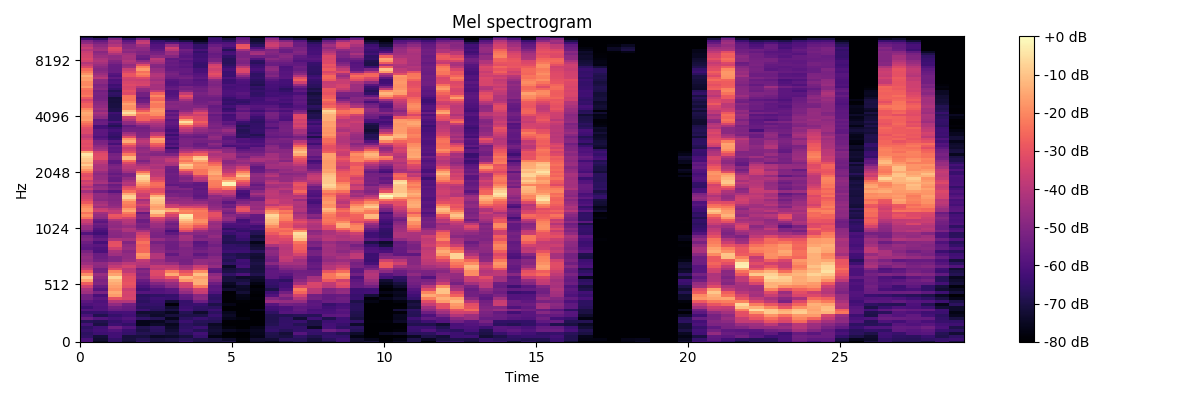 Mel spectrogram
8192
4096
2048
1024
512
0
Hz
0 5 10 15 20 25
Time
+0 dB
-10 dB
-20 dB
-30 dB
-40 dB
-50 dB
-60 dB
-70 dB
-80 dB